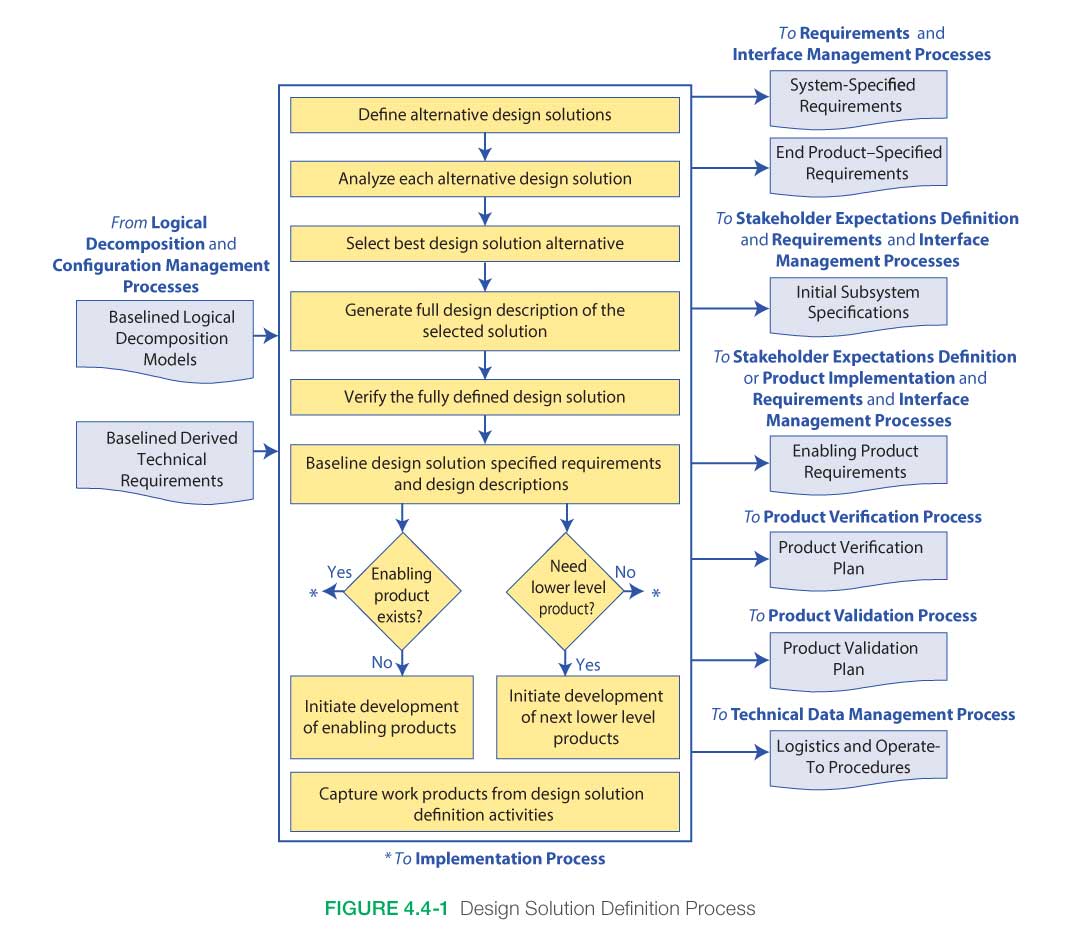 From Logical
Decomposition and
Configuration Management
Processes
Baselined Logical
Decomposition
Models
Baselined Derived
Technical
Requirements
Define alternative design solutions
Analyze each alternative design solution
Select best design solution alternative
Generate full design description of the
selected solution
Verify the fully defined design solution
Baseline design solution specified requirements
and design descriptions
Yes
*
Enabling
product
exists?
No
Need
lower level
product?
No
*
Yes
Initiate development
of enabling products
Initiate development
of next lower level
products
Capture work products from design solution
definition activities
* To Implementation Process
To Requirements and
Interface Management Processes
System-Specified
Requirements
End Product–Specified
Requirements
To Stakeholder Expectations Definition
and Requirements and Interface
Management Processes
Initial Subsystem
Specifications
To Stakeholder Expectations Definition
or Product Implementation and
Requirements and Interface
Management Processes
Enabling Product
Requirements
To Product Verification Process
Product Verification
Plan
To Product Validation Process
Product Validation
Plan
To Technical Data Management Process
Logistics and Operate-
To Procedures
FIGURE 4.4-1 Design Solution Definition Process